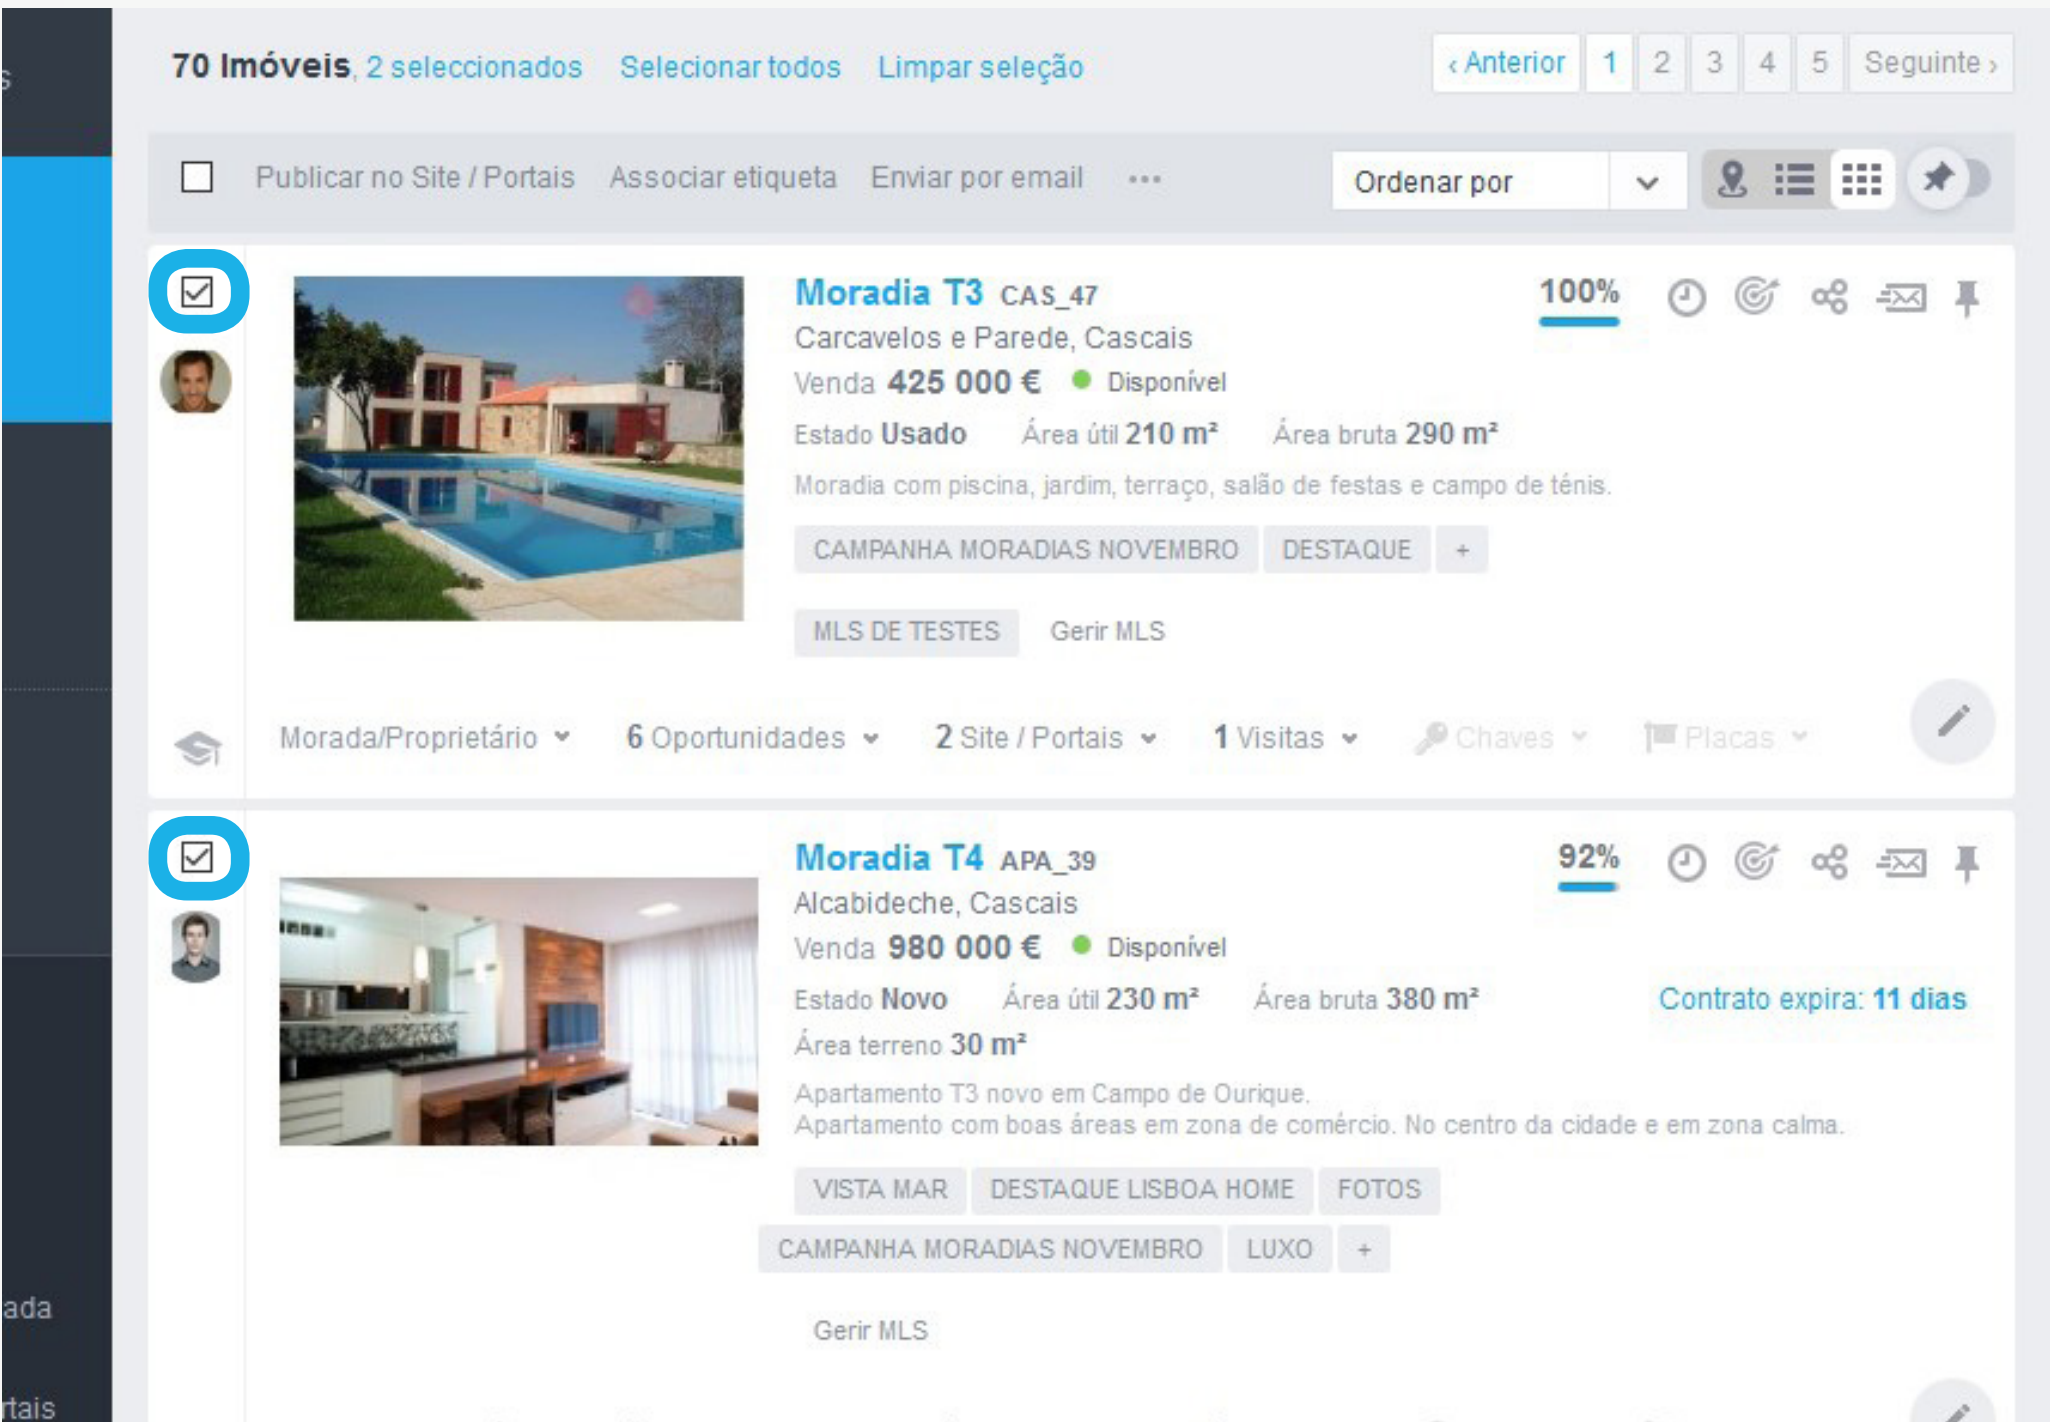 s
70 Imóveis, 2 seleccionados Selecionar todos Limpar seleção
‹ Anterior 1 2 3 4 5 Seguinte ›
Publicar no Site / Portais Associar etiqueta Enviar por email ••• Ordenar por
Moradia T3 CAS_47 100%
Carcavelos e Parede, Cascais
Venda 425 000 € Disponível
Estado Usado Área útil 210 m² Área bruta 290 m²
Moradia com piscina, jardim, terraço, salão de festas e campo de ténis.
CAMPANHA MORADIAS NOVEMBRO DESTAQUE +
MLS DE TESTES Gerir MLS
Morada/Proprietário 6 Oportunidades 2 Site / Portais 1 Visitas Chaves Placas
Moradia T4 APA_39 92%
Alcabideche, Cascais
Venda 980 000 € Disponível
Estado Novo Área útil 230 m² Área bruta 380 m² Contrato expira: 11 dias
Área terreno 30 m²
Apartamento T3 novo em Campo de Ourique.
Apartamento com boas áreas em zona de comércio. No centro da cidade e em zona calma.
VISTA MAR DESTAQUE LISBOA HOME FOTOS
CAMPANHA MORADIAS NOVEMBRO LUXO +
ada
Gerir MLS
rtais